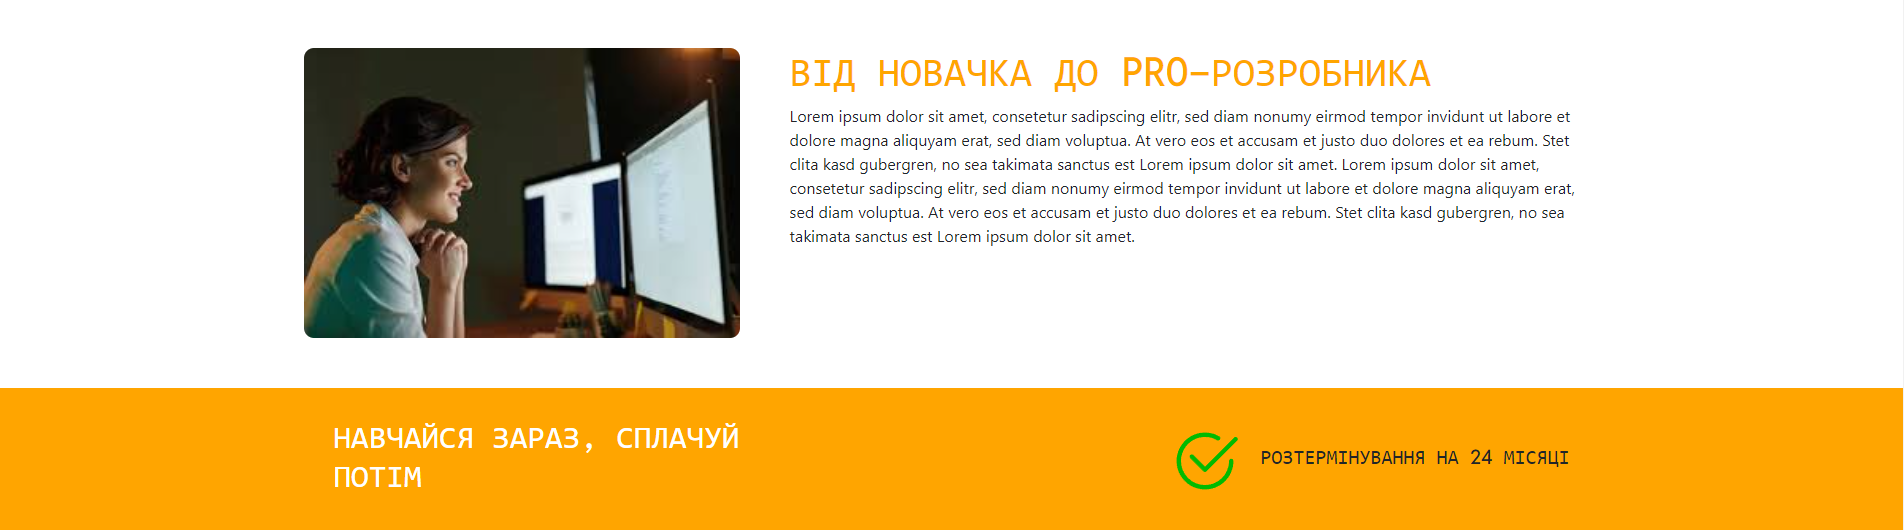 ВІД НОВАЧКА ДО PRO-РОЗРОБНИКА
Lorem ipsum dolor sit amet, consetetur sadipscing elitr, sed diam nonumy eirmod tempor invidunt ut labore et
dolore magna aliquyam erat, sed diam voluptua. At vero eos et accusam et justo duo dolores et ea rebum. Stet
clita kasd gubergren, no sea takimata sanctus est Lorem ipsum dolor sit amet. Lorem ipsum dolor sit amet,
consetetur sadipscing elitr, sed diam nonumy eirmod tempor invidunt ut labore et dolore magna aliquyam erat,
sed diam voluptua. At vero eos et accusam et justo duo dolores et ea rebum. Stet clita kasd gubergren, no sea
takimata sanctus est Lorem ipsum dolor sit amet.
НАВЧАЙСЯ ЗАРАЗ, СПЛАЧУЙ
ПОТІМ
РОЗТЕРМІНУВАННЯ НА 24 МІСЯЦІ